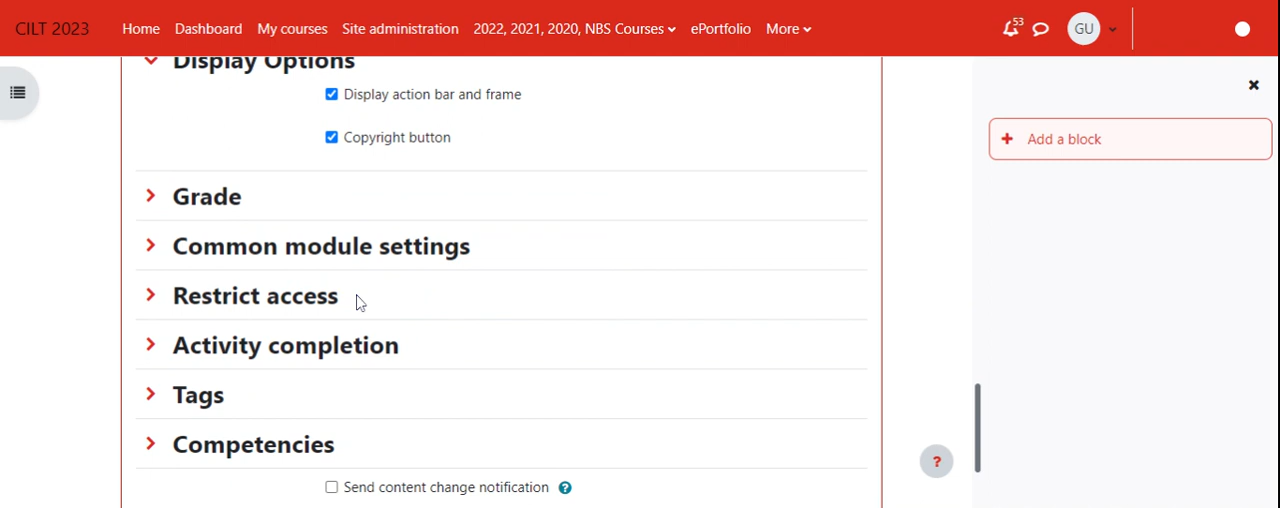 CILT 2023 Home Dashboard My courses Site administration 2022, 2021, 2020, NBS Courses ePortfolio More 53 GU
Display Options
Display action bar and frame
Copyright button
Add a block
Grade
Common module settings
Restrict access
Activity completion
Tags
Competencies
?
Send content change notification ?